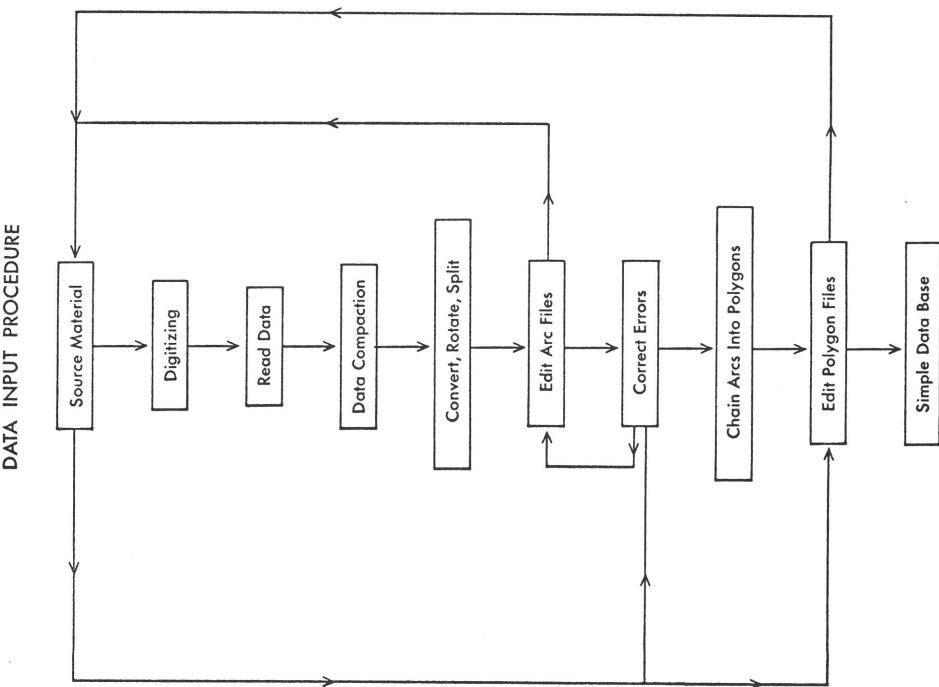 DATA INPUT PROCEDURE
Source Material
Digitizing
Read Data
Data Compaction
Convert, Rotate, Split
Edit Arc Files
Correct Errors
Chain Arcs Into Polygons
Edit Polygon Files
Simple Data Base